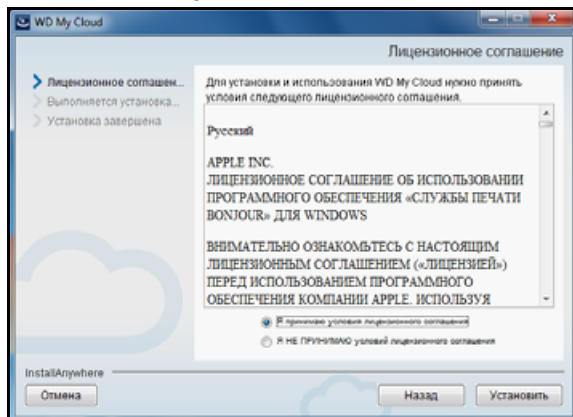 WD My Cloud
Лицензионное соглашение
Лицензионное соглашен...
Выполняется установка...
Установка завершена
Для установки и использования WD My Cloud нужно принять
условия следующего лицензионного соглашения.
Русский
APPLE INC.
ЛИЦЕНЗИОННОЕ СОГЛАШЕНИЕ ОБ ИСПОЛЬЗОВАНИИ
ПРОГРАММНОГО ОБЕСПЕЧЕНИЯ «СЛУЖБЫ ПЕЧАТИ
BONJOUR» ДЛЯ WINDOWS
ВНИМАТЕЛЬНО ОЗНАКОМЬТЕСЬ С НАСТОЯЩИМ
ЛИЦЕНЗИОННЫМ СОГЛАШЕНИЕМ («ЛИЦЕНЗИЕЙ»)
ПЕРЕД ИСПОЛЬЗОВАНИЕМ ПРОГРАММНОГО
ОБЕСПЕЧЕНИЯ КОМПАНИИ APPLE. ИСПОЛЬЗУЯ
Я принимаю условия лицензионного соглашения
Я НЕ ПРИНИМАЮ условий лицензионного соглашения
InstallAnywhere
Отмена
Назад
Установить